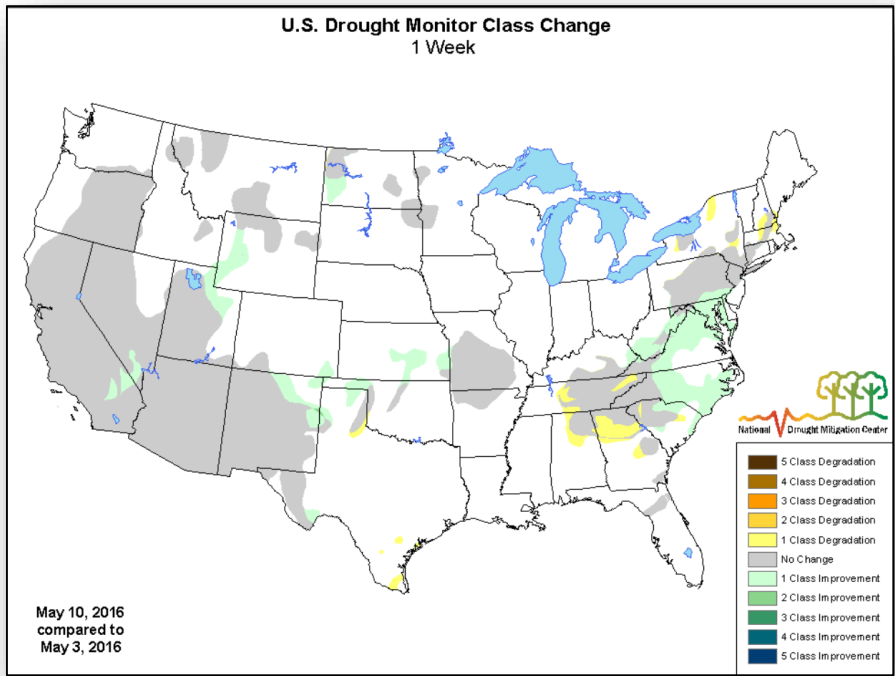 U.S. Drought Monitor Class Change
1 Week
National Drought Mitigation Center
5 Class Degradation
4 Class Degradation
3 Class Degradation
2 Class Degradation
1 Class Degradation
No Change
1 Class Improvement
2 Class Improvement
3 Class Improvement
4 Class Improvement
5 Class Improvement
May 10, 2016
compared to
May 3, 2016